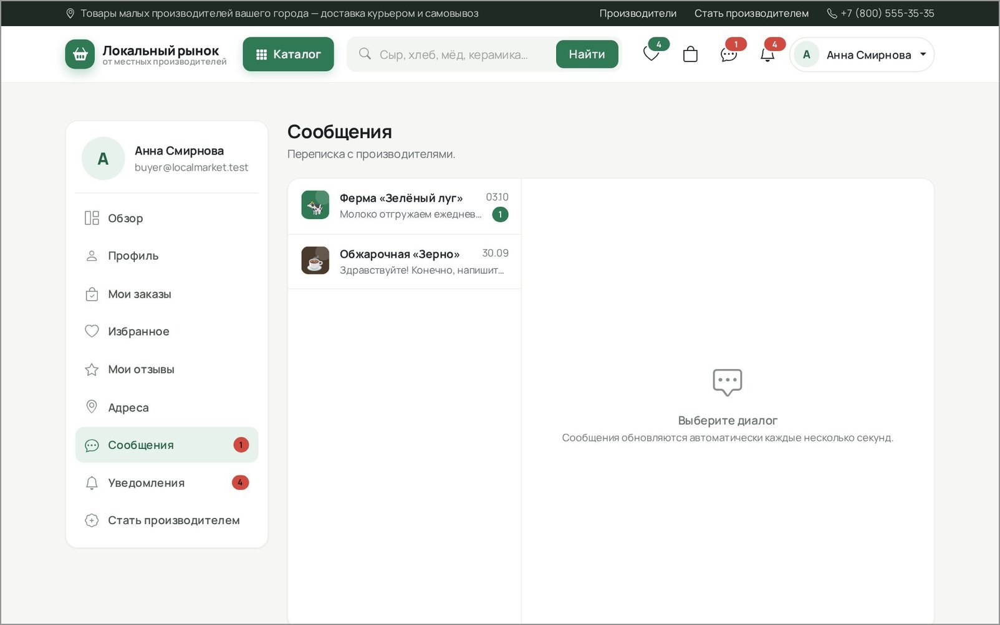 Товары малых производителей вашего города — доставка курьером и самовывоз
Производители
Стать производителем
+7 (800) 555-35-35
Локальный рынок
от местных производителей
Каталог
Сыр, хлеб, мёд, керамика...
Найти
4
1
4
А
Анна Смирнова
А
Анна Смирнова
buyer@localmarket.test
Обзор
Профиль
Мои заказы
Избранное
Мои отзывы
Адреса
Сообщения
1
Уведомления
4
Стать производителем
Сообщения
Переписка с производителями.
Ферма «Зелёный луг»
03.10
Молоко отгружаем ежеднев...
1
Обжарочная «Зерно»
30.09
Здравствуйте! Конечно, напишит...
Выберите диалог
Сообщения обновляются автоматически каждые несколько секунд.